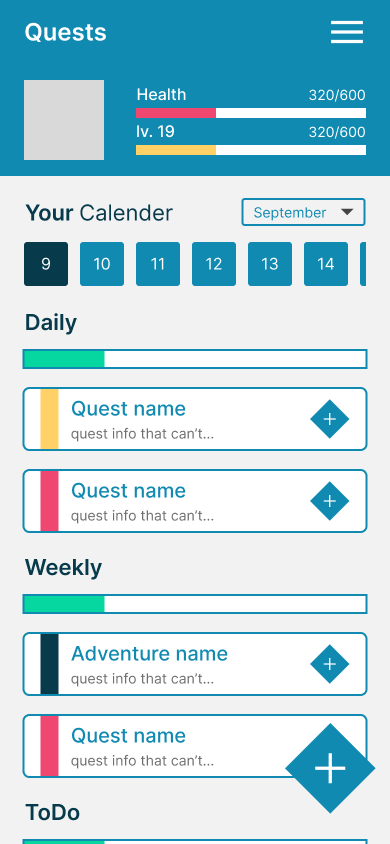 Quests
Health 320/600
lv. 19 320/600
Your Calender
September
9 10 11 12 13 14
Daily
Quest name
quest info that can't...
Quest name
quest info that can't...
Weekly
Adventure name
quest info that can't...
Quest name
quest info that can't...
ToDo